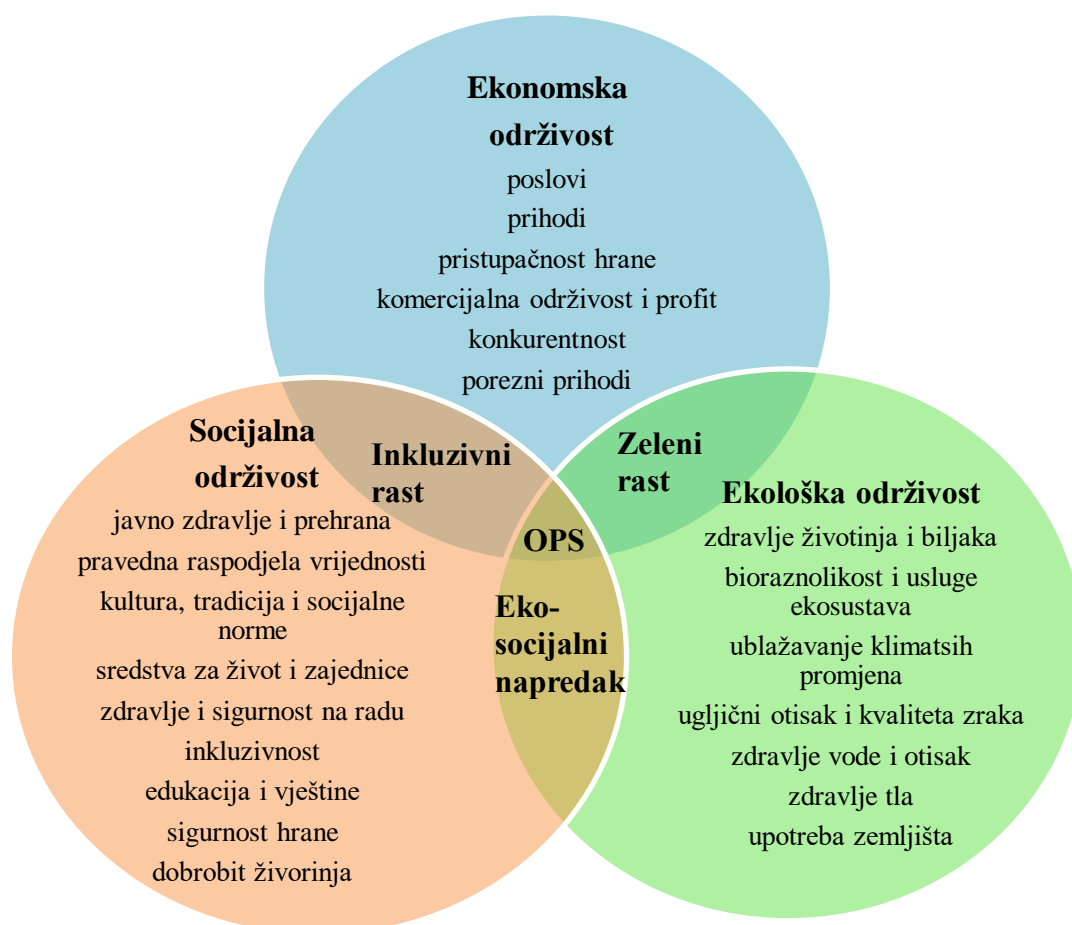 Ekonomska
održivost
poslovi
prihodi
pristupačnost hrane
komercijalna održivost i profit
konkurentnost
porezni prihodi
Socijalna
održivost
javno zdravlje i prehrana
pravedna raspodjela vrijednosti
kultura, tradicija i socijalne
norme
sredstva za život i zajednice
zdravlje i sigurnost na radu
inkluzivnost
edukacija i vještine
sigurnost hrane
dobrobit živorinja
Inkluzivni
rast
Zeleni
rast
OPS
Eko-
socijalni
napredak
Ekološka održivost
zdravlje životinja i biljaka
bioraznolikost i usluge
ekosustava
ublažavanje klimatsih
promjena
ugljični otisak i kvaliteta zraka
zdravlje vode i otisak
zdravlje tla
upotreba zemljišta